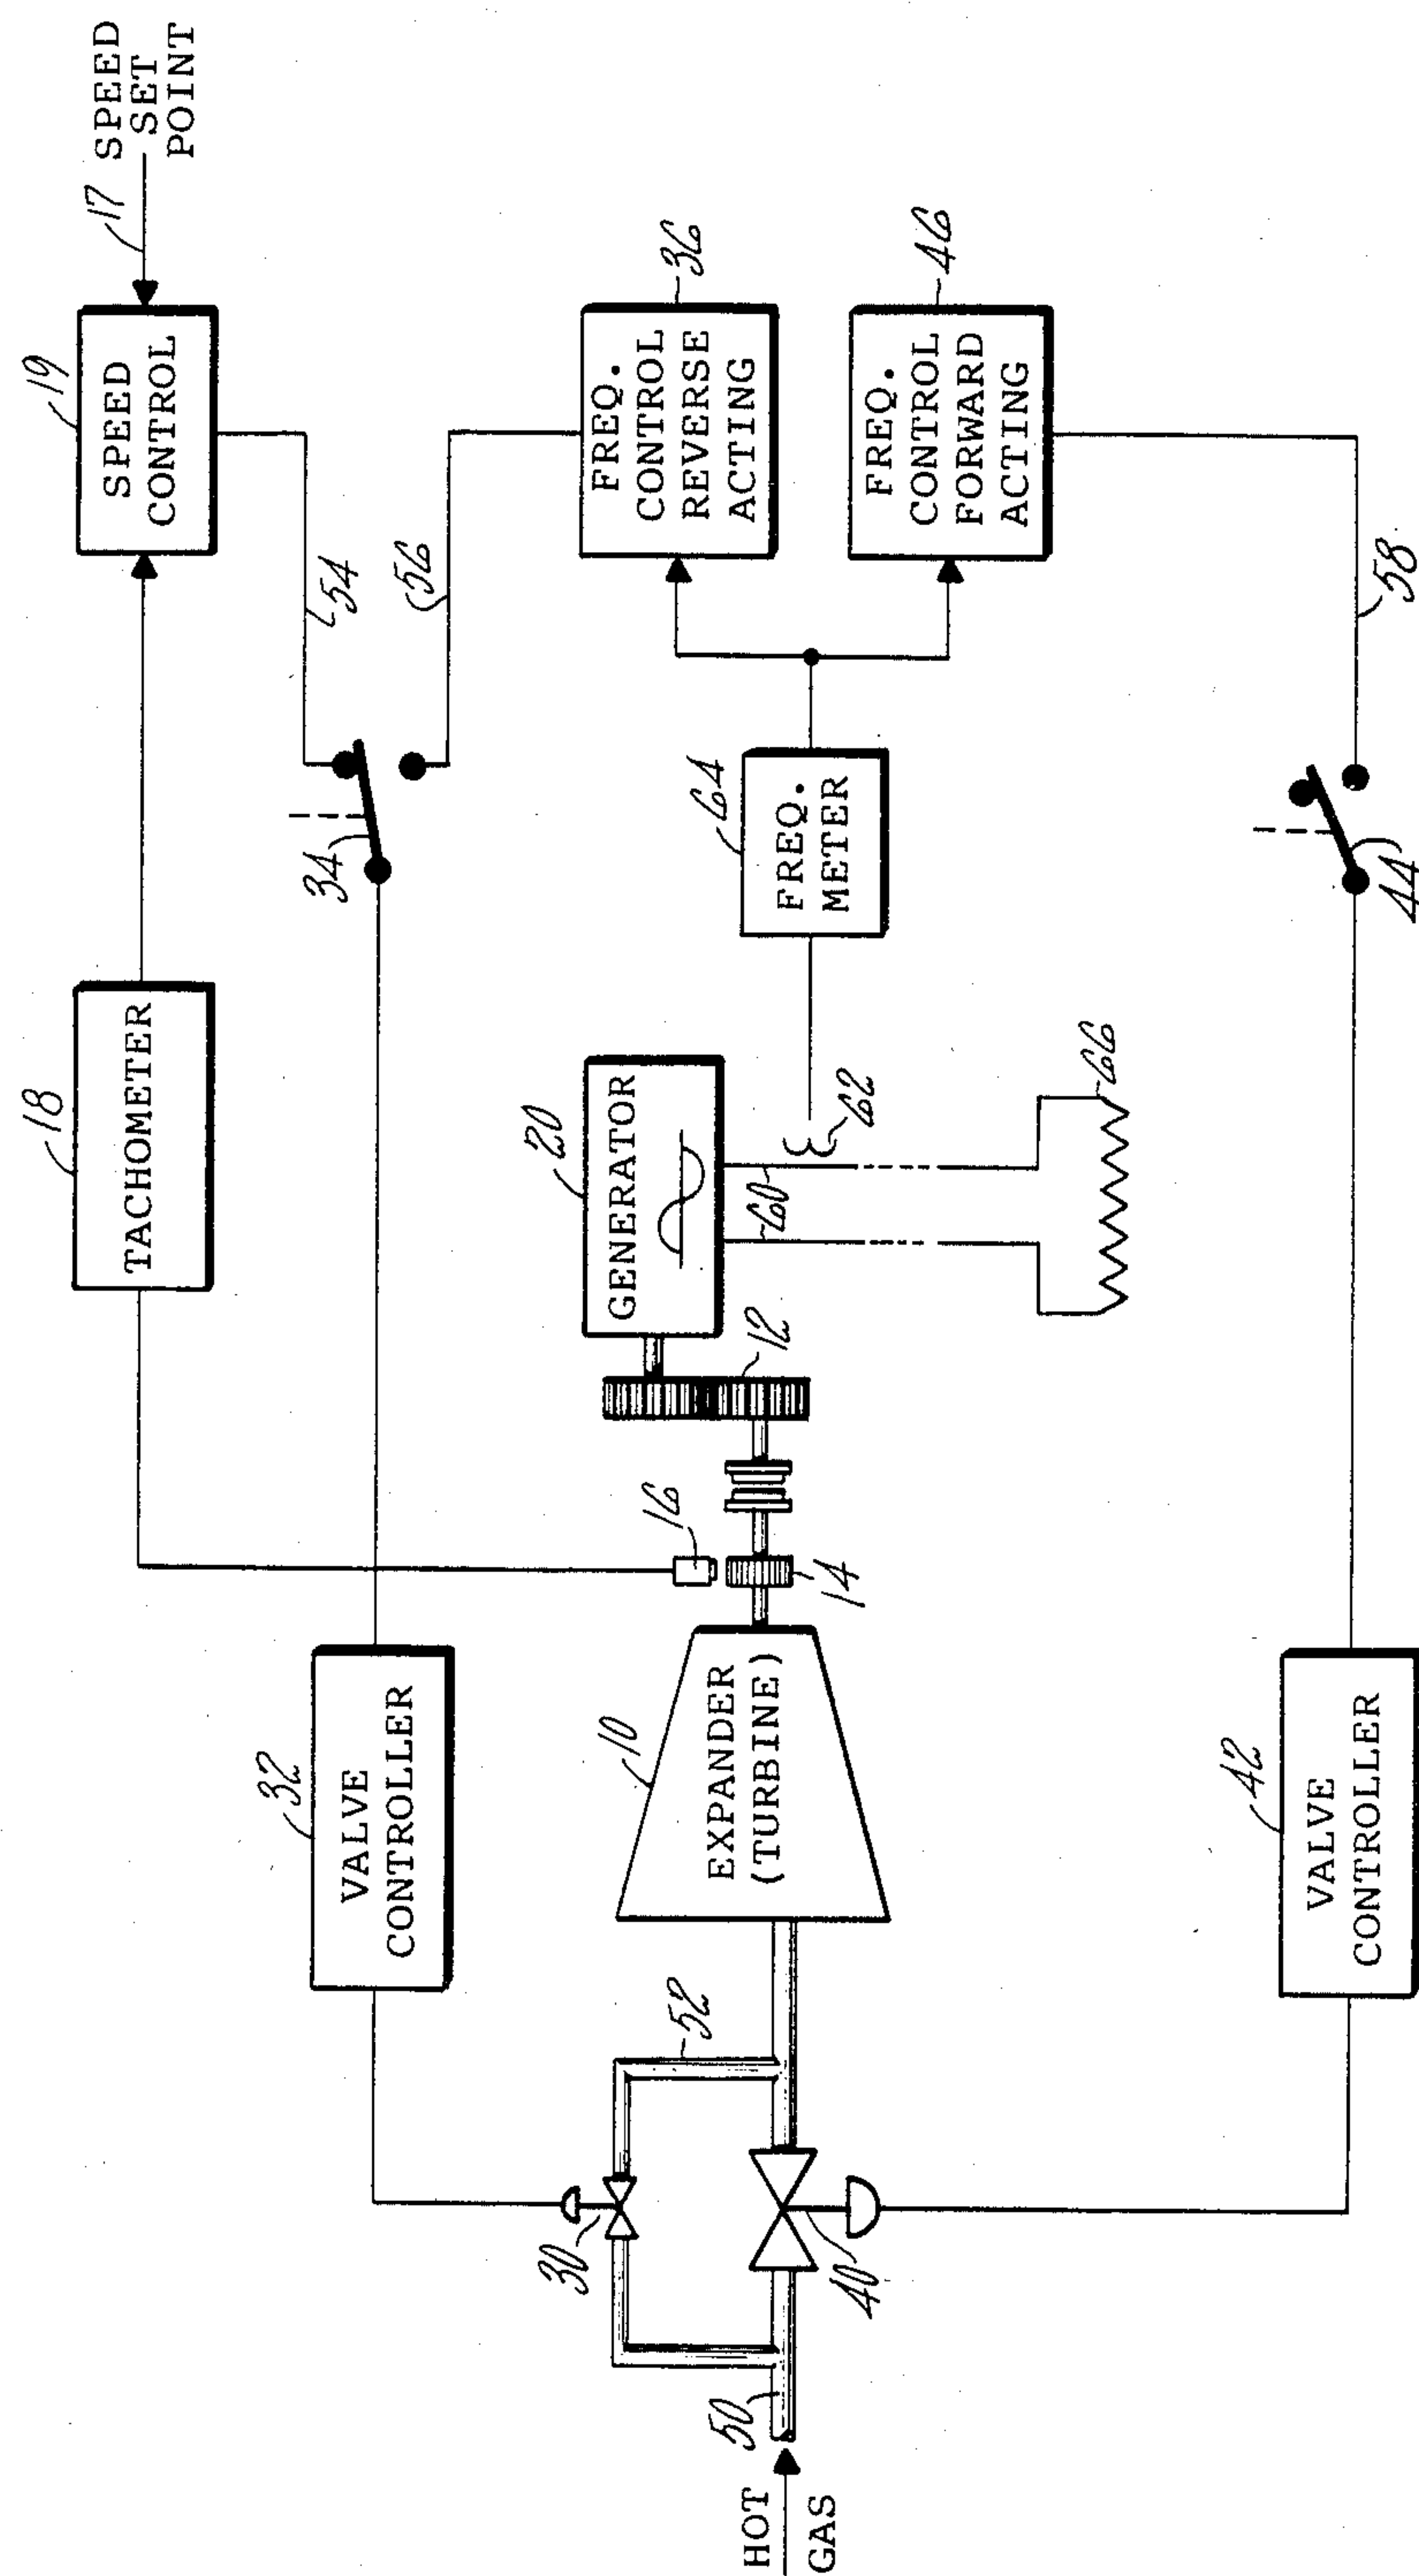 17
SPEED
SET
POINT
19
SPEED
CONTROL
18
TACHOMETER
54
56
34
32
VALVE
CONTROLLER
36
FREQ.
CONTROL
REVERSE
ACTING
46
FREQ.
CONTROL
FORWARD
ACTING
64
FREQ.
METER
20
GENERATOR
62
60
66
12
16
14
10
EXPANDER
(TURBINE)
52
30
40
50
HOT
GAS
58
44
42
VALVE
CONTROLLER